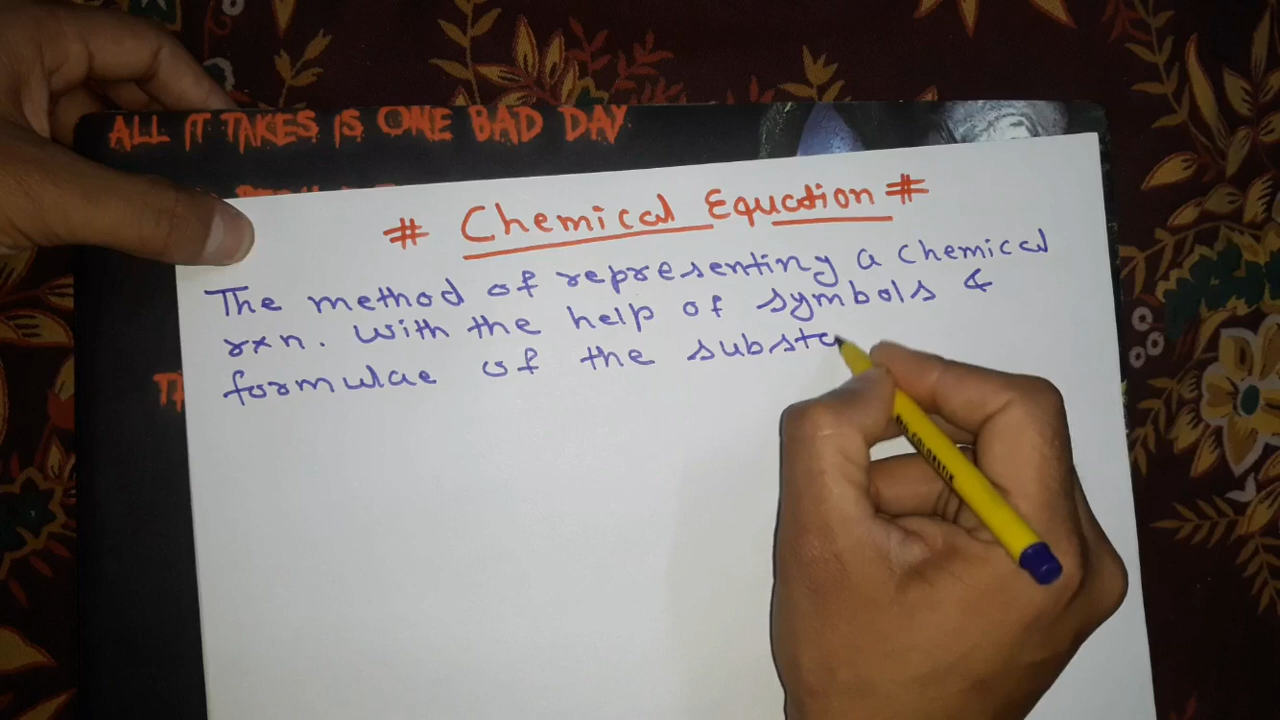 ALL IT TAKES IS ONE BAD DAY
# Chemical Equation #
The method of representing a chemical
rxn. with the help of symbols &
formulae of the substa